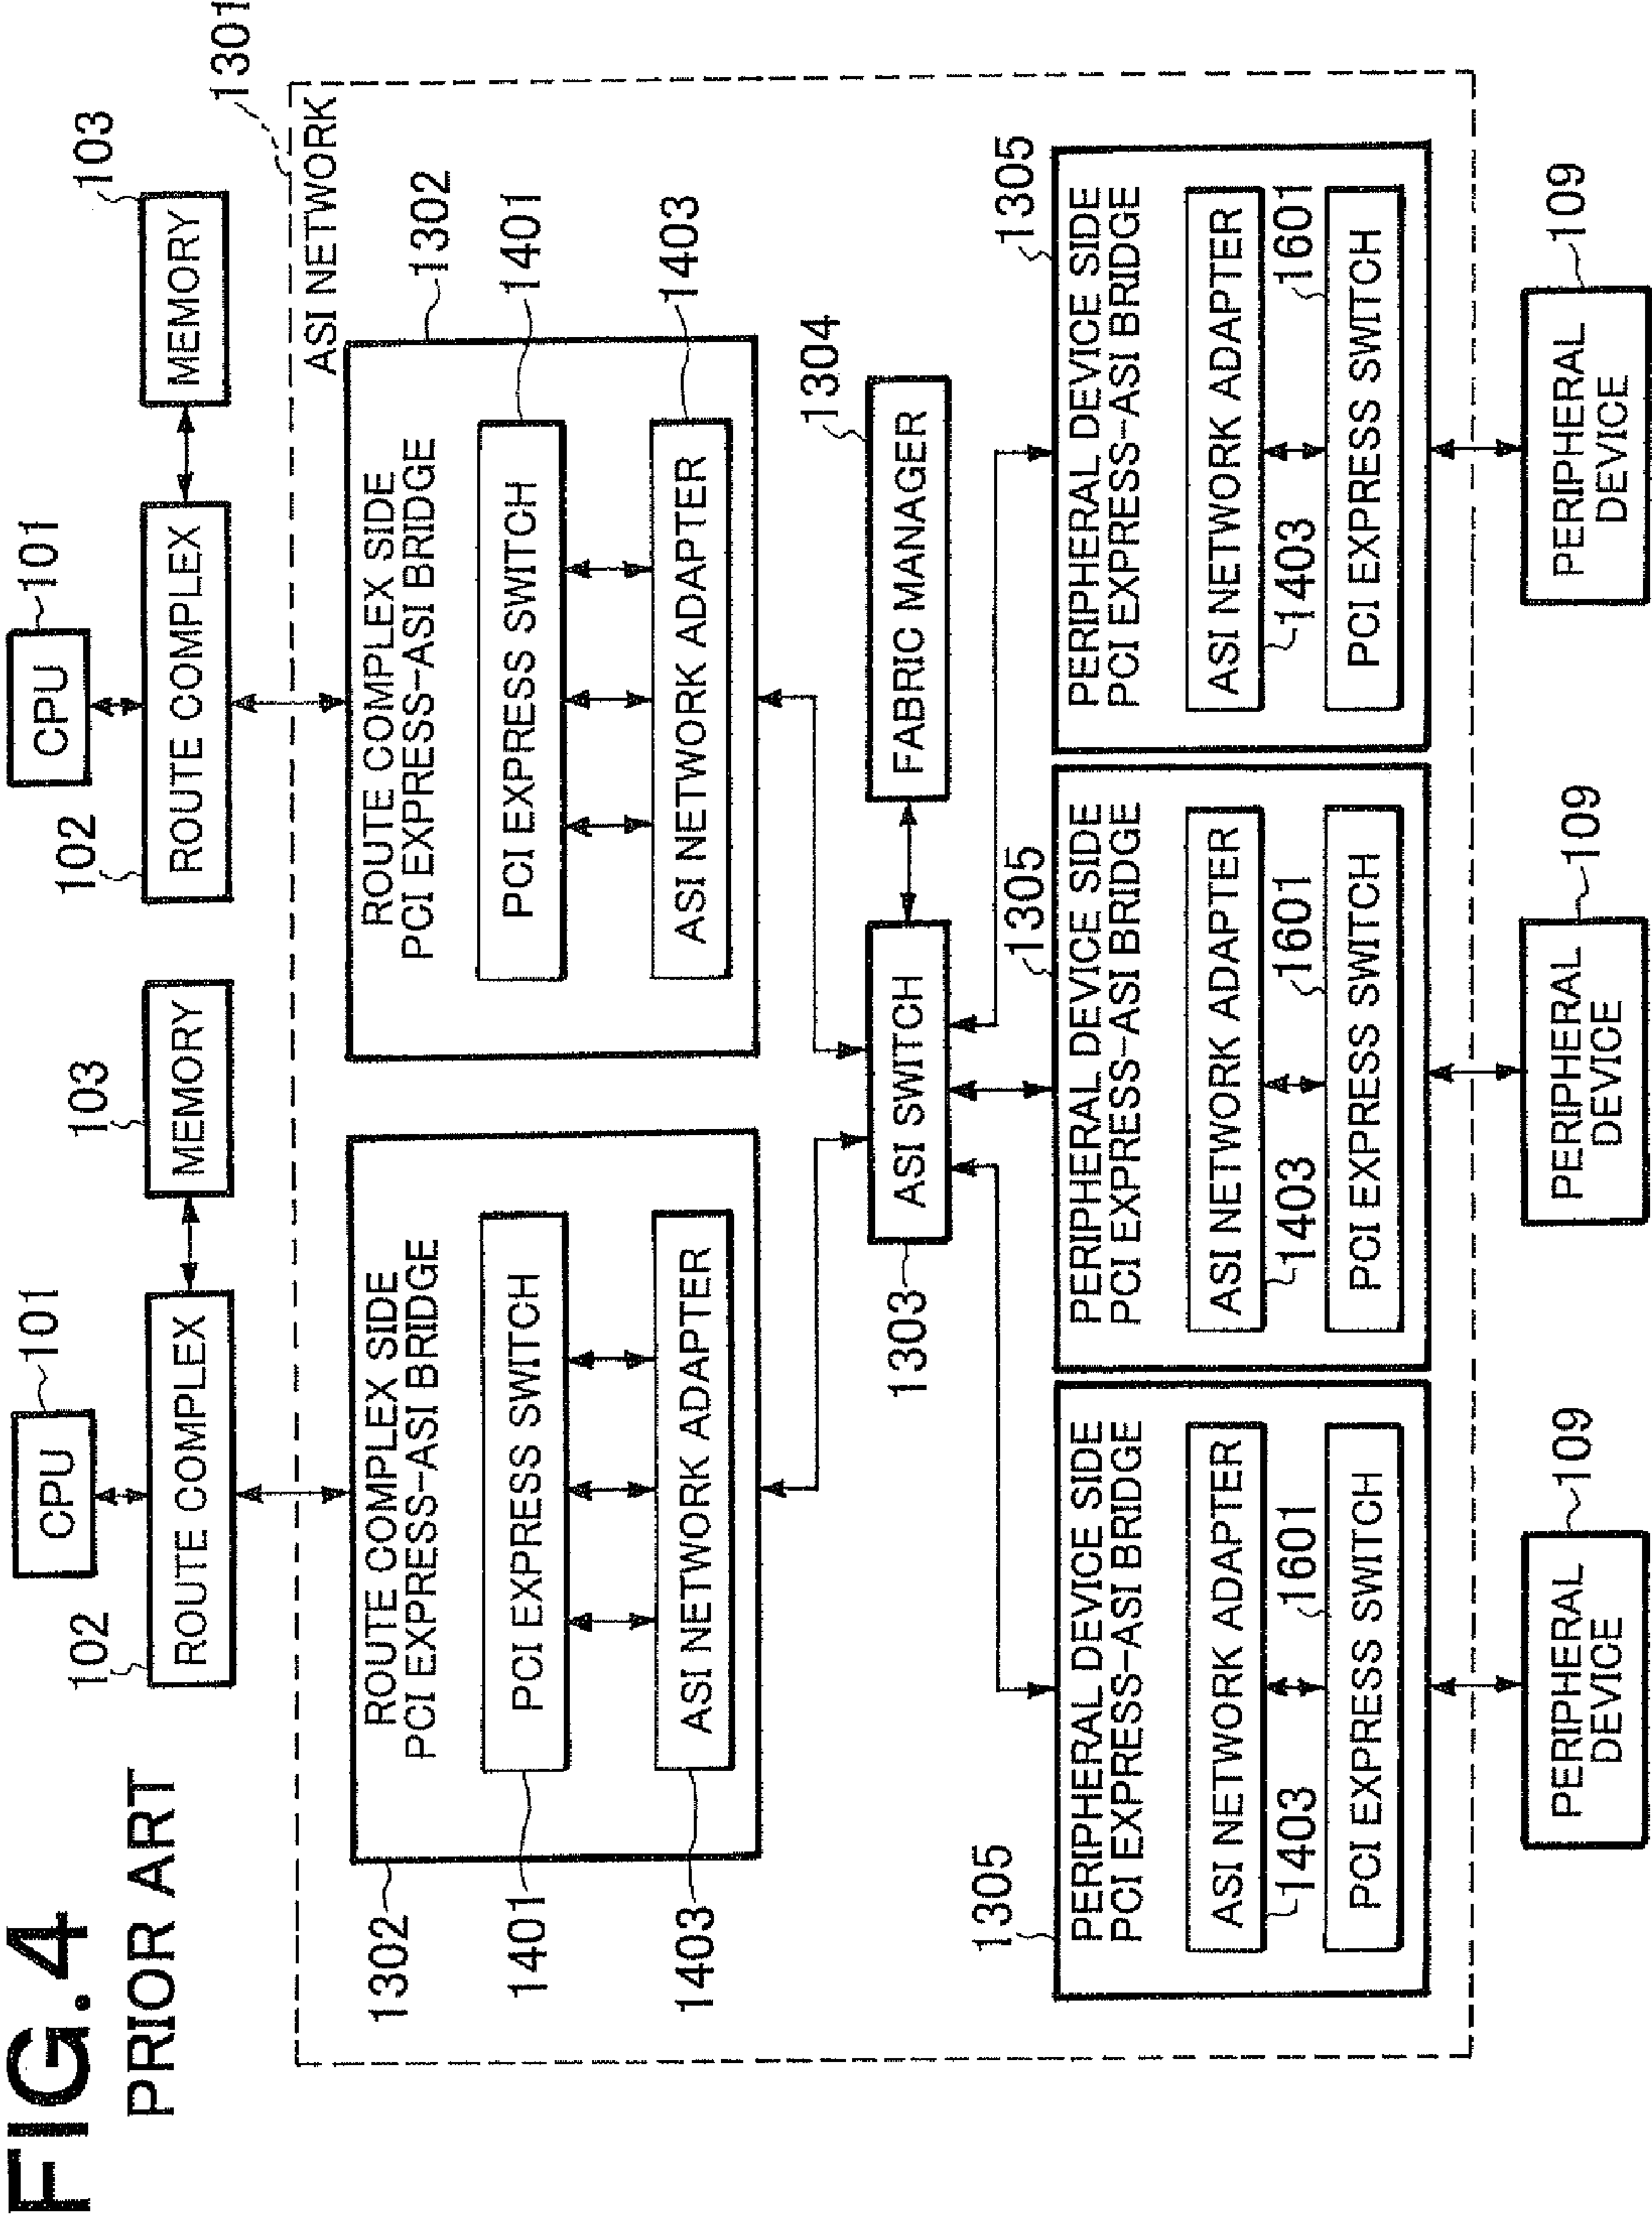 FIG. 4
PRIOR ART
101
CPU
101
CPU
102
ROUTE COMPLEX
103
MEMORY
102
ROUTE COMPLEX
103
MEMORY
1301
ASI NETWORK
1302
ROUTE COMPLEX SIDE
PCI EXPRESS-ASI BRIDGE
1401
PCI EXPRESS SWITCH
1403
ASI NETWORK ADAPTER
1302
ROUTE COMPLEX SIDE
PCI EXPRESS-ASI BRIDGE
1401
PCI EXPRESS SWITCH
1403
ASI NETWORK ADAPTER
1303
ASI SWITCH
1304
FABRIC MANAGER
1305
PERIPHERAL DEVICE SIDE
PCI EXPRESS-ASI BRIDGE
ASI NETWORK ADAPTER
1403
1601
PCI EXPRESS SWITCH
1305
PERIPHERAL DEVICE SIDE
PCI EXPRESS-ASI BRIDGE
ASI NETWORK ADAPTER
1403
1601
PCI EXPRESS SWITCH
1305
PERIPHERAL DEVICE SIDE
PCI EXPRESS-ASI BRIDGE
ASI NETWORK ADAPTER
1403
1601
PCI EXPRESS SWITCH
109
PERIPHERAL
DEVICE
109
PERIPHERAL
DEVICE
109
PERIPHERAL
DEVICE